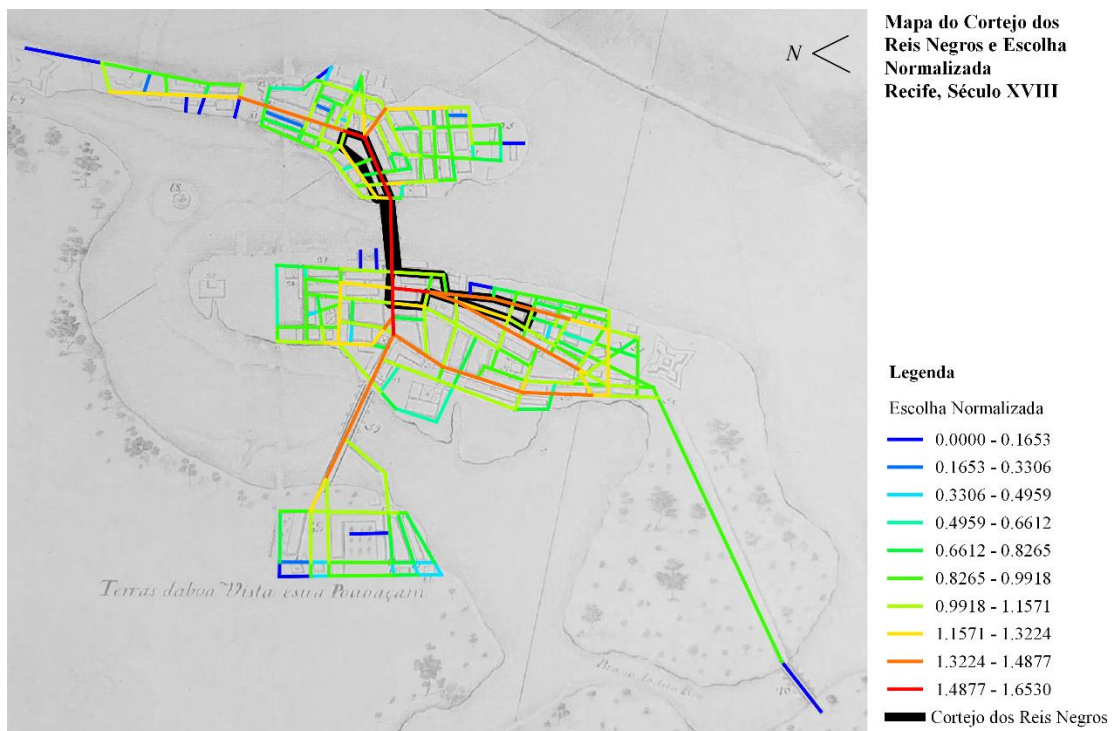 Mapa do Cortejo dos
Reis Negros e Escolha
Normalizada
Recife, Século XVIII
N
Terras daboa Vista esua Pouvaçam
Legenda
Escolha Normalizada
0.0000 - 0.1653
0.1653 - 0.3306
0.3306 - 0.4959
0.4959 - 0.6612
0.6612 - 0.8265
0.8265 - 0.9918
0.9918 - 1.1571
1.1571 - 1.3224
1.3224 - 1.4877
1.4877 - 1.6530
Cortejo dos Reis Negros